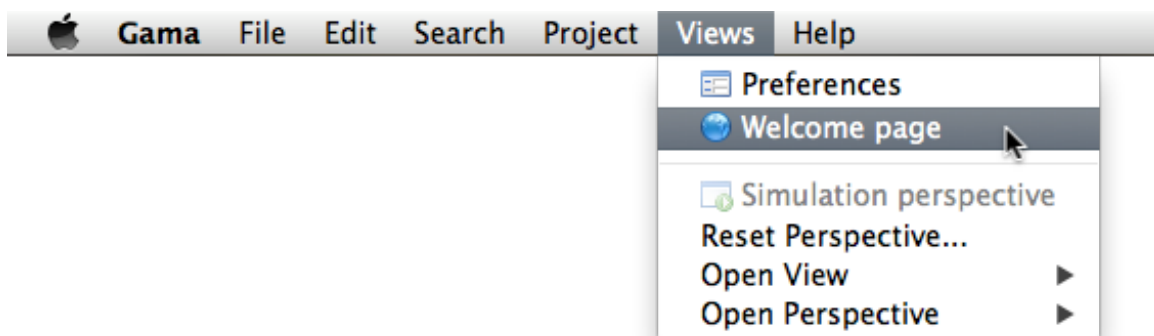 Gama File Edit Search Project Views Help
Preferences
Welcome page
Simulation perspective
Reset Perspective...
Open View
Open Perspective